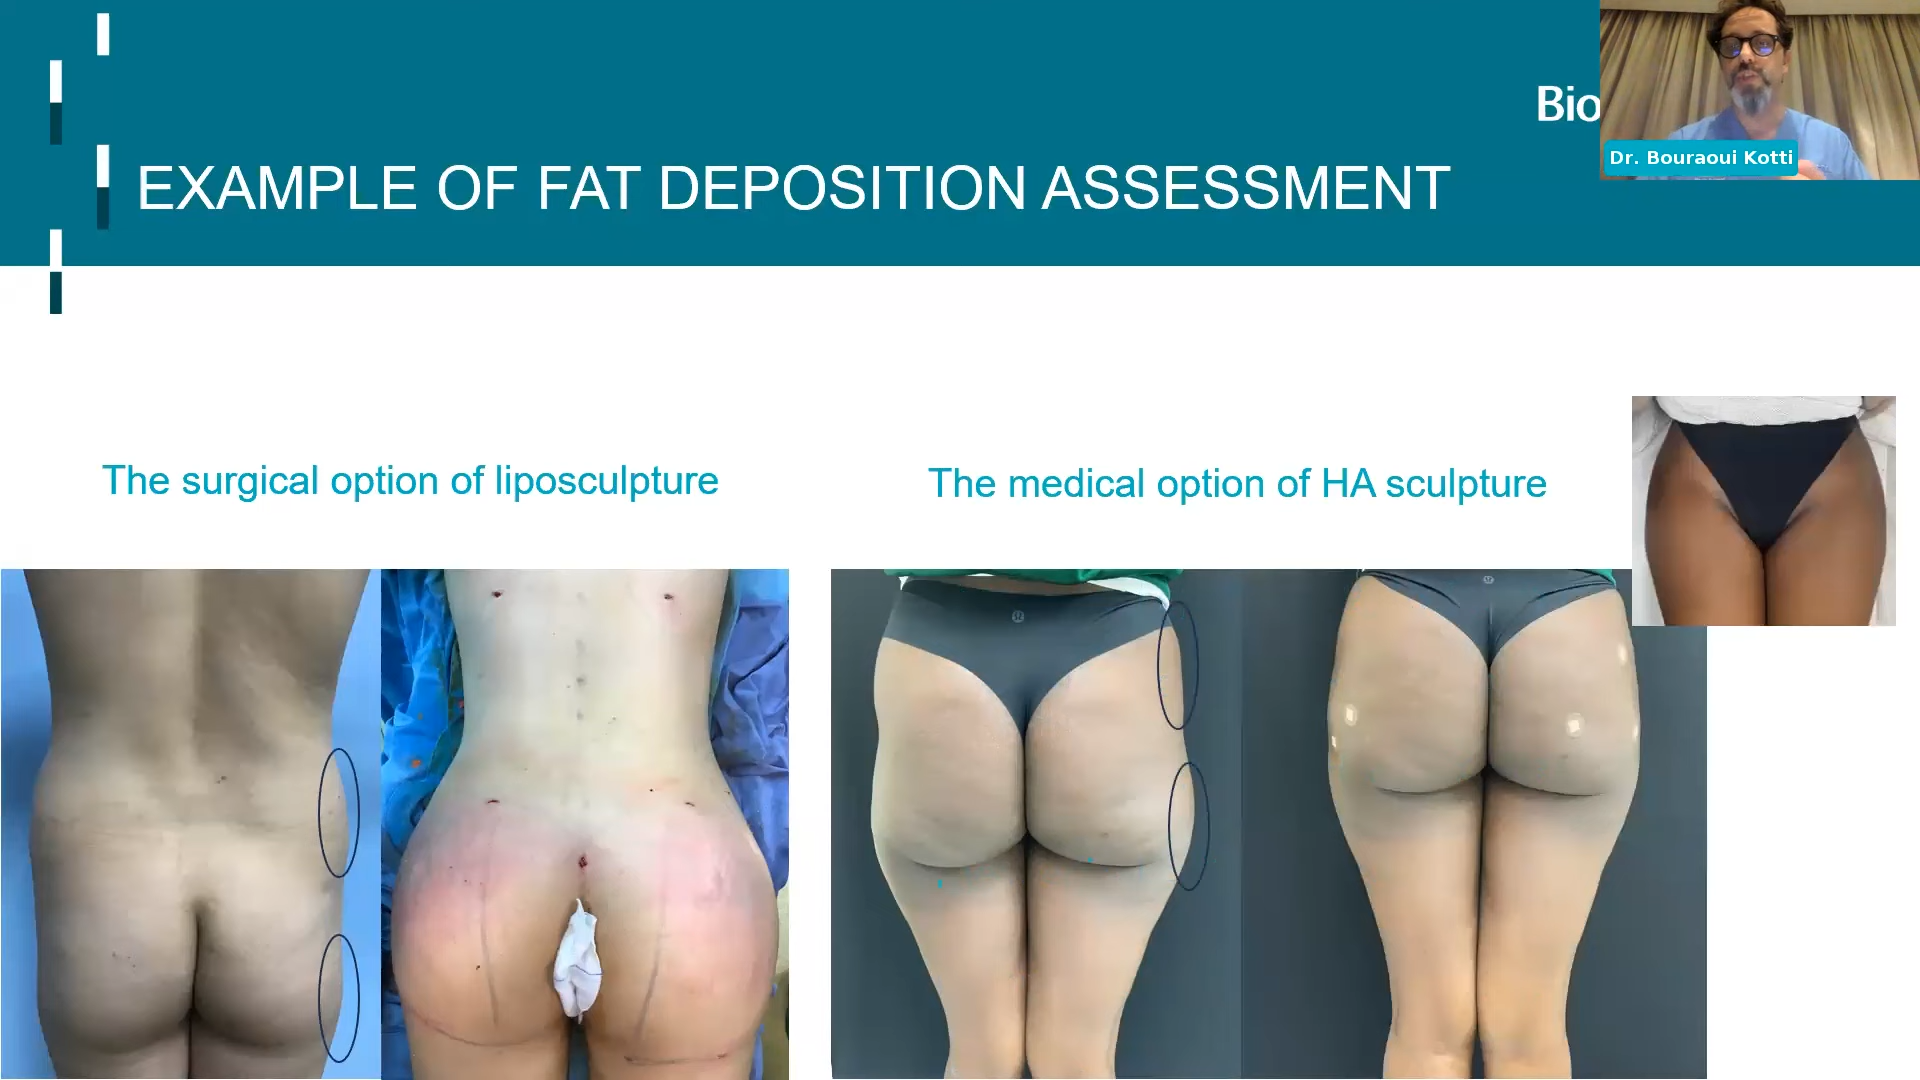 Bio
Dr. Bouraoui Kotti
EXAMPLE OF FAT DEPOSITION ASSESSMENT
The surgical option of liposculpture
The medical option of HA sculpture